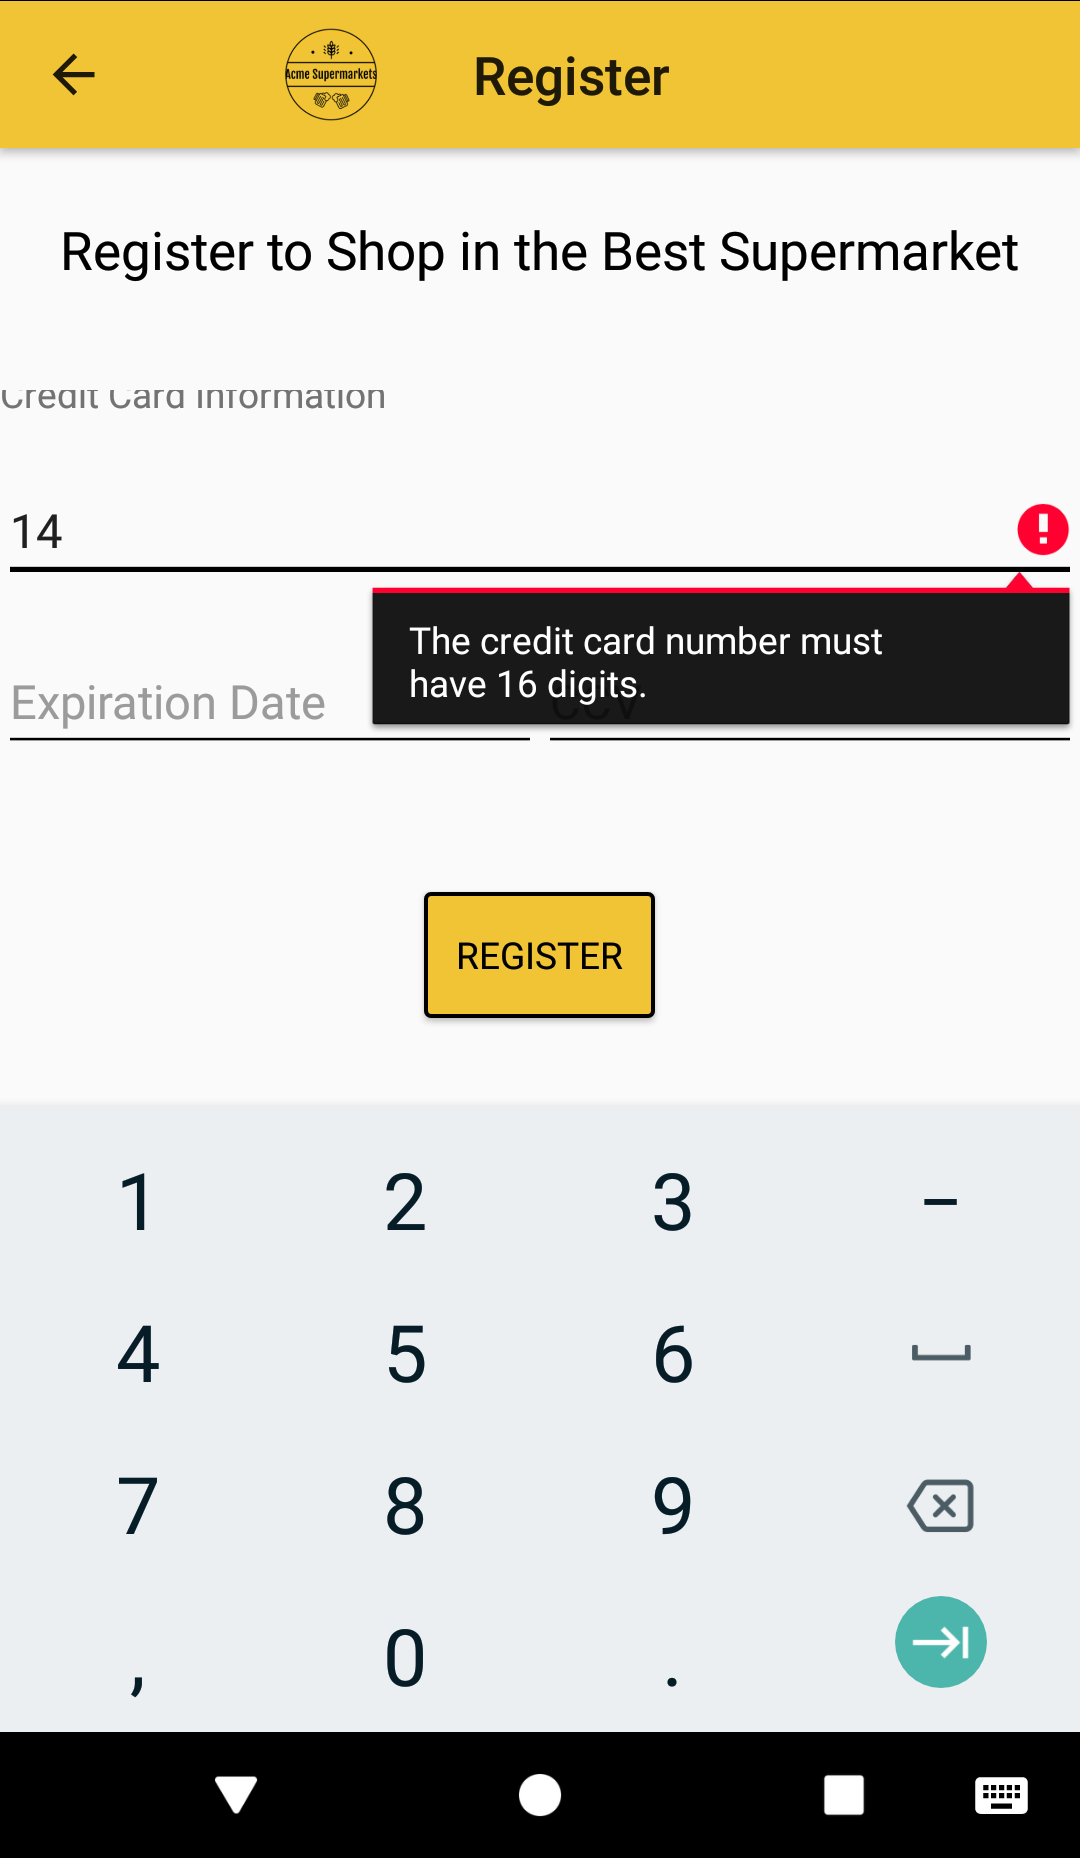 Acme Supermarkets
Register
Register to Shop in the Best Supermarket
Credit Card Information
14
The credit card number must
have 16 digits.
Expiration Date
CCV
REGISTER
1 2 3 –
4 5 6
7 8 9
, 0 .